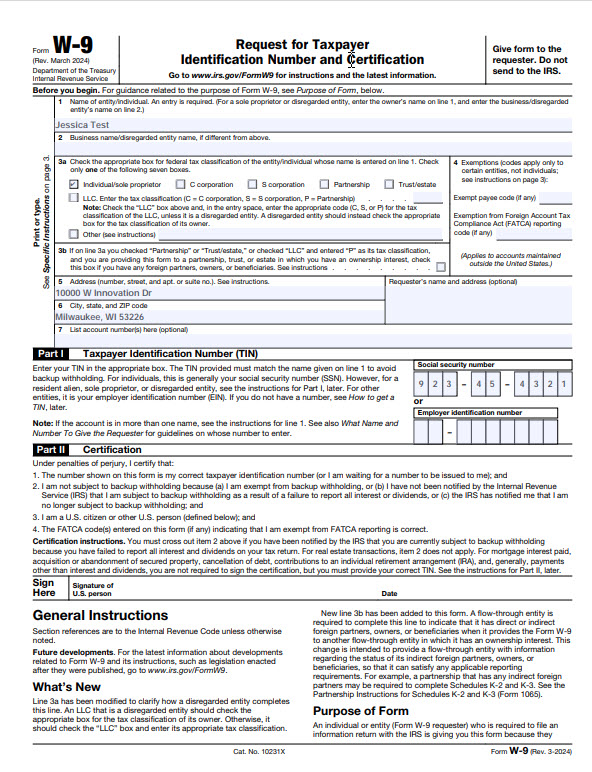 Form W-9
(Rev. March 2024)
Department of the Treasury
Internal Revenue Service
Request for Taxpayer
Identification Number and Certification
Go to www.irs.gov/FormW9 for instructions and the latest information.
Give form to the
requester. Do not
send to the IRS.
Before you begin. For guidance related to the purpose of Form W-9, see Purpose of Form, below.
Print or type.
See Specific Instructions on page 3.
1 Name of entity/individual. An entry is required. (For a sole proprietor or disregarded entity, enter the owner's name on line 1, and enter the business/disregarded
entity's name on line 2.)
Jessica Test
2 Business name/disregarded entity name, if different from above.
3a Check the appropriate box for federal tax classification of the entity/individual whose name is entered on line 1. Check
only one of the following seven boxes.
Individual/sole proprietor C corporation S corporation Partnership Trust/estate
LLC. Enter the tax classification (C = C corporation, S = S corporation, P = Partnership) . . . .
Note: Check the "LLC" box above and, in the entry space, enter the appropriate code (C, S, or P) for the tax
classification of the LLC, unless it is a disregarded entity. A disregarded entity should instead check the appropriate
box for the tax classification of its owner.
Other (see instructions)
3b If on line 3a you checked "Partnership" or "Trust/estate," or checked "LLC" and entered "P" as its tax classification,
and you are providing this form to a partnership, trust, or estate in which you have an ownership interest, check
this box if you have any foreign partners, owners, or beneficiaries. See instructions . . . . . . . . .
4 Exemptions (codes apply only to
certain entities, not individuals;
see instructions on page 3):
Exempt payee code (if any)
Exemption from Foreign Account Tax
Compliance Act (FATCA) reporting
code (if any)
(Applies to accounts maintained
outside the United States.)
5 Address (number, street, and apt. or suite no.). See instructions.
10000 W Innovation Dr
Requester's name and address (optional)
6 City, state, and ZIP code
Milwaukee, WI 53226
7 List account number(s) here (optional)
Part I Taxpayer Identification Number (TIN)
Enter your TIN in the appropriate box. The TIN provided must match the name given on line 1 to avoid
backup withholding. For individuals, this is generally your social security number (SSN). However, for a
resident alien, sole proprietor, or disregarded entity, see the instructions for Part I, later. For other
entities, it is your employer identification number (EIN). If you do not have a number, see How to get a
TIN, later.
Note: If the account is in more than one name, see the instructions for line 1. See also What Name and
Number To Give the Requester for guidelines on whose number to enter.
Social security number
9 2 3 – 4 5 – 4 3 2 1
or
Employer identification number
–
Part II Certification
Under penalties of perjury, I certify that:
1. The number shown on this form is my correct taxpayer identification number (or I am waiting for a number to be issued to me); and
2. I am not subject to backup withholding because (a) I am exempt from backup withholding, or (b) I have not been notified by the Internal Revenue
Service (IRS) that I am subject to backup withholding as a result of a failure to report all interest or dividends, or (c) the IRS has notified me that I am
no longer subject to backup withholding; and
3. I am a U.S. citizen or other U.S. person (defined below); and
4. The FATCA code(s) entered on this form (if any) indicating that I am exempt from FATCA reporting is correct.
Certification instructions. You must cross out item 2 above if you have been notified by the IRS that you are currently subject to backup withholding
because you have failed to report all interest and dividends on your tax return. For real estate transactions, item 2 does not apply. For mortgage interest paid,
acquisition or abandonment of secured property, cancellation of debt, contributions to an individual retirement arrangement (IRA), and, generally, payments
other than interest and dividends, you are not required to sign the certification, but you must provide your correct TIN. See the instructions for Part II, later.
Sign
Here
Signature of
U.S. person
Date
General Instructions
Section references are to the Internal Revenue Code unless otherwise
noted.
Future developments. For the latest information about developments
related to Form W-9 and its instructions, such as legislation enacted
after they were published, go to www.irs.gov/FormW9.
What's New
Line 3a has been modified to clarify how a disregarded entity completes
this line. An LLC that is a disregarded entity should check the
appropriate box for the tax classification of its owner. Otherwise, it
should check the "LLC" box and enter its appropriate tax classification.
New line 3b has been added to this form. A flow-through entity is
required to complete this line to indicate that it has direct or indirect
foreign partners, owners, or beneficiaries when it provides the Form W-9
to another flow-through entity in which it has an ownership interest. This
change is intended to provide a flow-through entity with information
regarding the status of its indirect foreign partners, owners, or
beneficiaries, so that it can satisfy any applicable reporting
requirements. For example, a partnership that has any indirect foreign
partners may be required to complete Schedules K-2 and K-3. See the
Partnership Instructions for Schedules K-2 and K-3 (Form 1065).
Purpose of Form
An individual or entity (Form W-9 requester) who is required to file an
information return with the IRS is giving you this form because they
Cat. No. 10231X
Form W-9 (Rev. 3-2024)